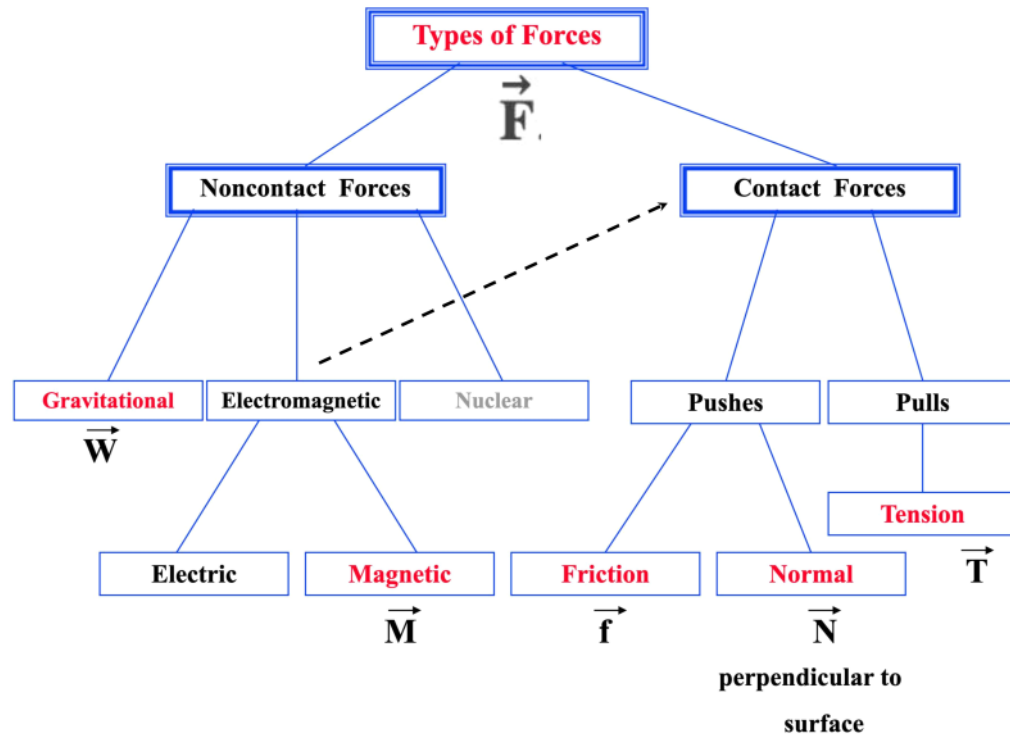 Types of Forces
F.
Noncontact Forces
Contact Forces
Gravitational
Electromagnetic
Nuclear
Pushes
Pulls
W
Tension
T
Electric
Magnetic
Friction
Normal
M
f
N
perpendicular to
surface